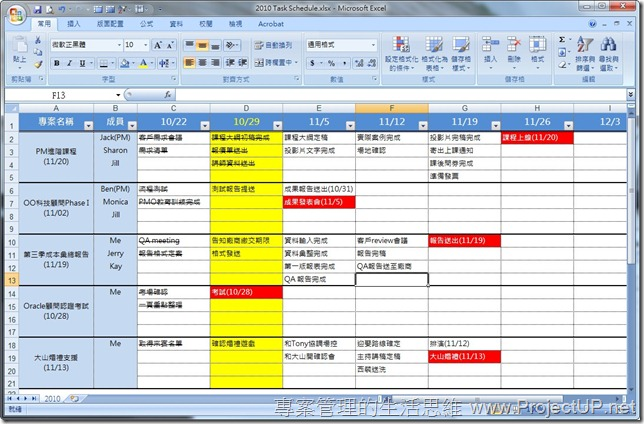 2010 Task Schedule.xlsx - Microsoft Excel
常用 插入 版面配置 公式 資料 校閱 檢視 Acrobat
微軟正黑體 10 自動換列 通用格式
貼上 跨欄置中 設定格式化的條件 格式化為表格 儲存格樣式 插入 刪除 格式 排序與篩選 尋找與選取
剪貼簿 字型 對齊方式 數值 樣式 儲存格 編輯
F13
A B C D E F G H I
1 專案名稱 成員 10/22 10/29 11/5 11/12 11/19 11/26 12/3
2 Jack(PM) 客戶需求會議 課程大綱初稿完成 課程大綱定稿 實際案例完成 投影片完稿完成 課程上線(11/20)
3 PM進階課程 Sharon 需求清單 報價單送出 投影片文字完成 場地確認 寄出上課通知
4 (11/20) Jill 講師資料送出 課後問券完成
5 準備發票
6 Ben(PM) 流程測試 測試報告提送 成果報告送出(10/31)
7 OO科技顧問Phase I Monica PMO教育訓練完成 成果發表會(11/5)
8 (11/02) Jill
9
10 Me QA meeting 告知廠商繳交期限 資料輸入完成 客戶review會議 報告送出(11/19)
11 第三季成本彙總報告 Jerry 報告格式定案 格式發送 資料彙整完成 報告完稿
12 (11/19) Kay 第一版報表完成 QA報告送至廠商
13 QA 報告完成
14 Me 考場確認 考試(10/28)
15 Oracle顧問認證考試 重點整理
16 (10/28)
17
18 Me 取得來賓名單 確認婚禮遊戲 和Tony協調場控 迎娶路線確定 排演(11/12)
19 大山婚禮支援 和大山開確認會 主持講稿定稿 大山婚禮(11/13)
20 (11/13) 西裝送洗
21
2010
就緒
專案管理的生活思維 www.ProjectUP.net